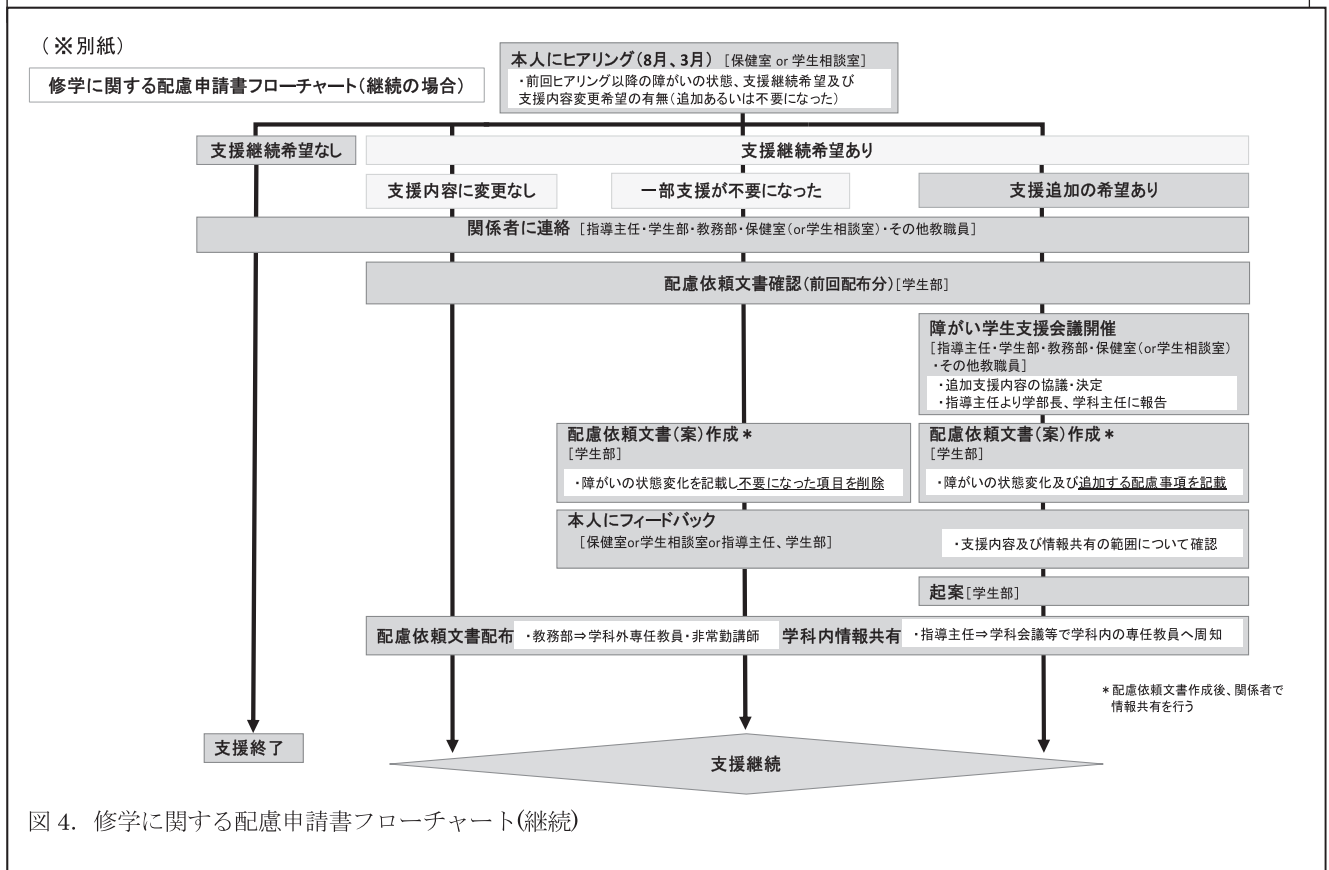 （※別紙）
修学に関する配慮申請書フローチャート（継続の場合）
本人にヒアリング（8月、3月）［保健室 or 学生相談室］
・前回ヒアリング以降の障がいの状態、支援継続希望及び
支援内容変更希望の有無（追加あるいは不要になった）
支援継続希望なし
支援継続希望あり
支援内容に変更なし
一部支援が不要になった
支援追加の希望あり
関係者に連絡［指導主任・学生部・教務部・保健室（or学生相談室）・その他教職員］
配慮依頼文書確認（前回配布分）［学生部］
障がい学生支援会議開催
［指導主任・学生部・教務部・保健室（or学生相談室）
・その他教職員］
・追加支援内容の協議・決定
・指導主任より学部長、学科主任に報告
配慮依頼文書（案）作成＊
［学生部］
・障がいの状態変化を記載し不要になった項目を削除
配慮依頼文書（案）作成＊
［学生部］
・障がいの状態変化及び追加する配慮事項を記載
本人にフィードバック
［保健室or学生相談室or指導主任、学生部］
・支援内容及び情報共有の範囲について確認
起案［学生部］
配慮依頼文書配布
・教務部⇒学科外専任教員・非常勤講師
学科内情報共有
・指導主任⇒学科会議等で学科内の専任教員へ周知
＊配慮依頼文書作成後、関係者で
情報共有を行う
支援終了
支援継続
図 4．修学に関する配慮申請書フローチャート(継続)